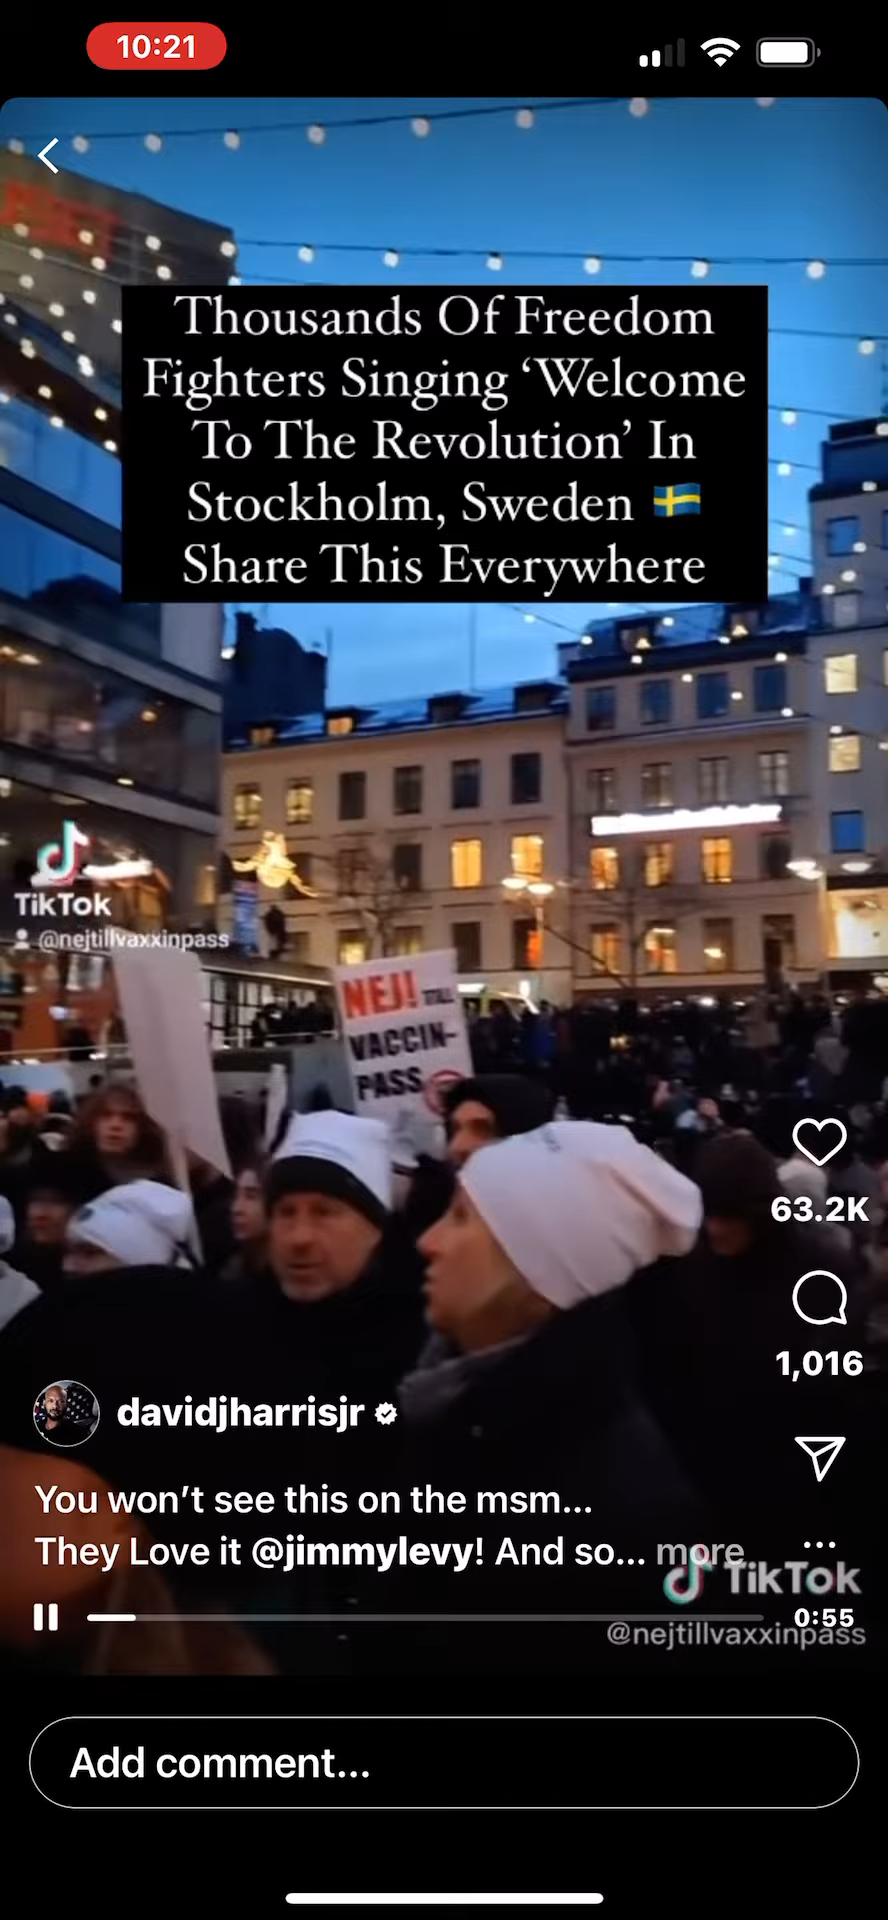 10:21
Thousands Of Freedom
Fighters Singing ‘Welcome
To The Revolution’ In
Stockholm, Sweden 🇸🇪
Share This Everywhere
TikTok
@nejtillvaxxinpass
NEJ! TILL
VACCIN-
PASS
63.2K
1,016
davidjharrisjr
You won’t see this on the msm...
They Love it @jimmylevy! And so... more
TikTok
0:55
@nejtillvaxxinpass
Add comment...